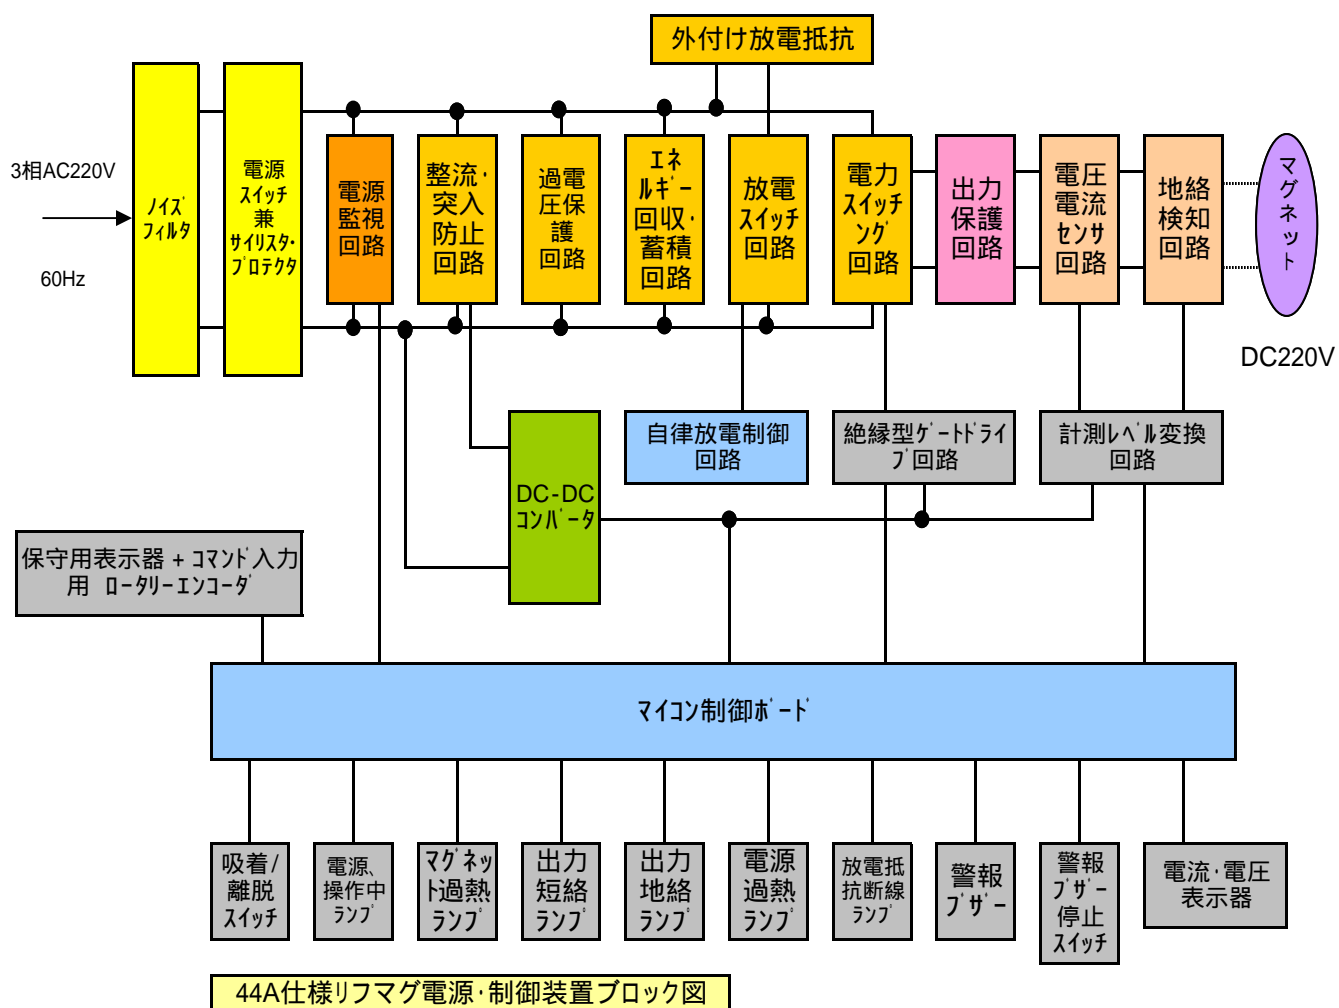 外付け放電抵抗
3相AC220V
60Hz
ﾉｲｽﾞ
ﾌｨﾙﾀ
電源
ｽｲｯﾁ
兼
ｻｲﾘｽﾀ･
ﾌﾟﾛﾃｸﾀ
電源
監視
回路
整流･
突入
防止
回路
過電
圧保
護
回路
ｴﾈ
ﾙｷﾞｰ
回収･
蓄積
回路
放電
ｽｲｯﾁ
回路
電力
ｽｲｯﾁ
ﾝｸﾞ
回路
出力
保護
回路
電圧
電流
ｾﾝｻ
回路
地絡
検知
回路
マグネット
DC220V
自律放電制御
回路
絶縁型ｹﾞｰﾄﾄﾞﾗｲ
ﾌﾞ回路
計測ﾚﾍﾞﾙ変換
回路
DC-DC
ｺﾝﾊﾞｰﾀ
保守用表示器 + ｺﾏﾝﾄﾞ入力
用 ﾛｰﾀﾘｰｴﾝｺｰﾀﾞ
ﾏｲｺﾝ制御ﾎﾞｰﾄﾞ
吸着/
離脱
ｽｲｯﾁ
電源、
操作中
ﾗﾝﾌﾟ
ﾏｸﾞﾈｯ
ﾄ過熱
ﾗﾝﾌﾟ
出力
短絡
ﾗﾝﾌﾟ
出力
地絡
ﾗﾝﾌﾟ
電源
過熱
ﾗﾝﾌﾟ
放電抵
抗断線
ﾗﾝﾌﾟ
警報
ﾌﾞｻﾞｰ
警報
ﾌﾞｻﾞｰ
停止
ｽｲｯﾁ
電流･電圧
表示器
44A仕様ﾘﾌﾏｸﾞ電源･制御装置ﾌﾞﾛｯｸ図